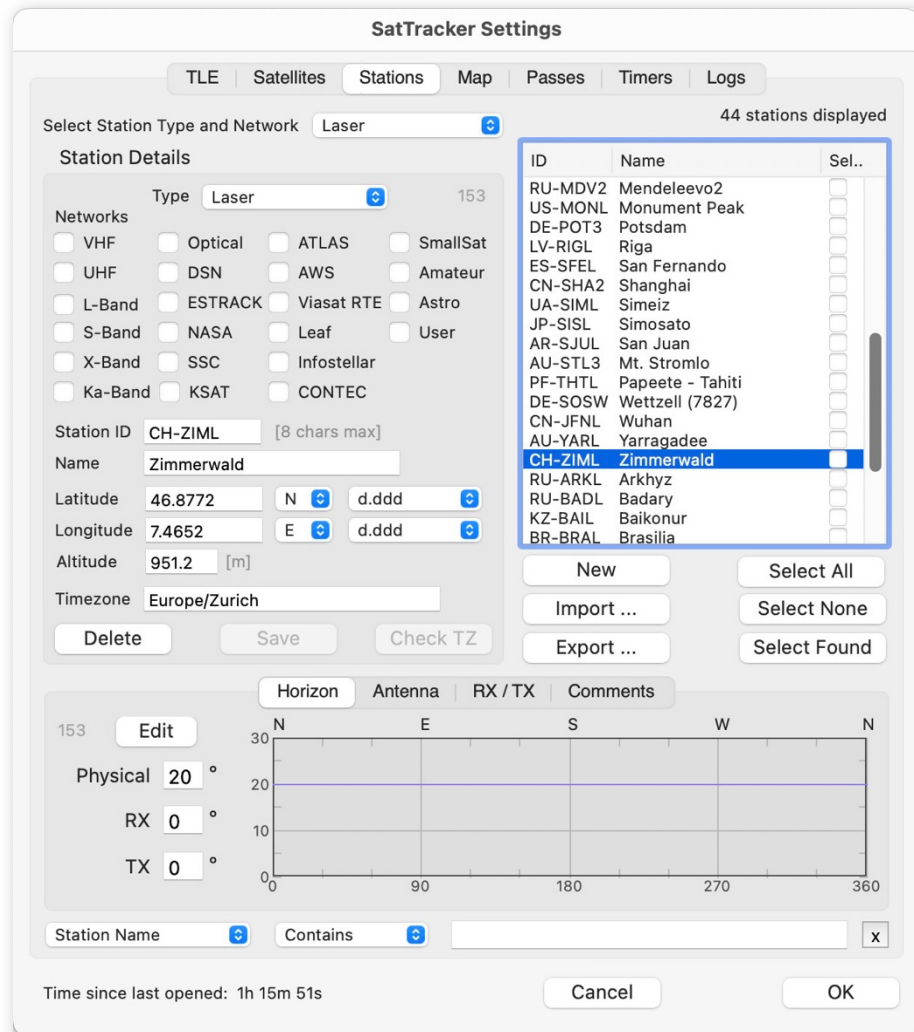 SatTracker Settings
TLE Satellites Stations Map Passes Timers Logs
Select Station Type and Network Laser
44 stations displayed
Station Details
Type Laser 153
Networks
VHF Optical ATLAS SmallSat
UHF DSN AWS Amateur
L-Band ESTRACK Viasat RTE Astro
S-Band NASA Leaf User
X-Band SSC Infostellar
Ka-Band KSAT CONTEC
Station ID CH-ZIML [8 chars max]
Name Zimmerwald
Latitude 46.8772 N d.ddd
Longitude 7.4652 E d.ddd
Altitude 951.2 [m]
Timezone Europe/Zurich
Delete Save Check TZ
ID Name Sel..
RU-MDV2 Mendeleevo2
US-MONL Monument Peak
DE-POT3 Potsdam
LV-RIGL Riga
ES-SFEL San Fernando
CN-SHA2 Shanghai
UA-SIML Simeiz
JP-SISL Simosato
AR-SJUL San Juan
AU-STL3 Mt. Stromlo
PF-THTL Papeete - Tahiti
DE-SOSW Wettzell (7827)
CN-JFNL Wuhan
AU-YARL Yarragadee
CH-ZIML Zimmerwald
RU-ARKL Arkhyz
RU-BADL Badary
KZ-BAIL Baikonur
BR-BRAL Brasilia
New Select All
Import ... Select None
Export ... Select Found
Horizon Antenna RX / TX Comments
153 Edit
Physical 20 °
RX 0 °
TX 0 °
N E S W N
30
20
10
0
0 90 180 270 360
Station Name Contains x
Time since last opened: 1h 15m 51s
Cancel OK